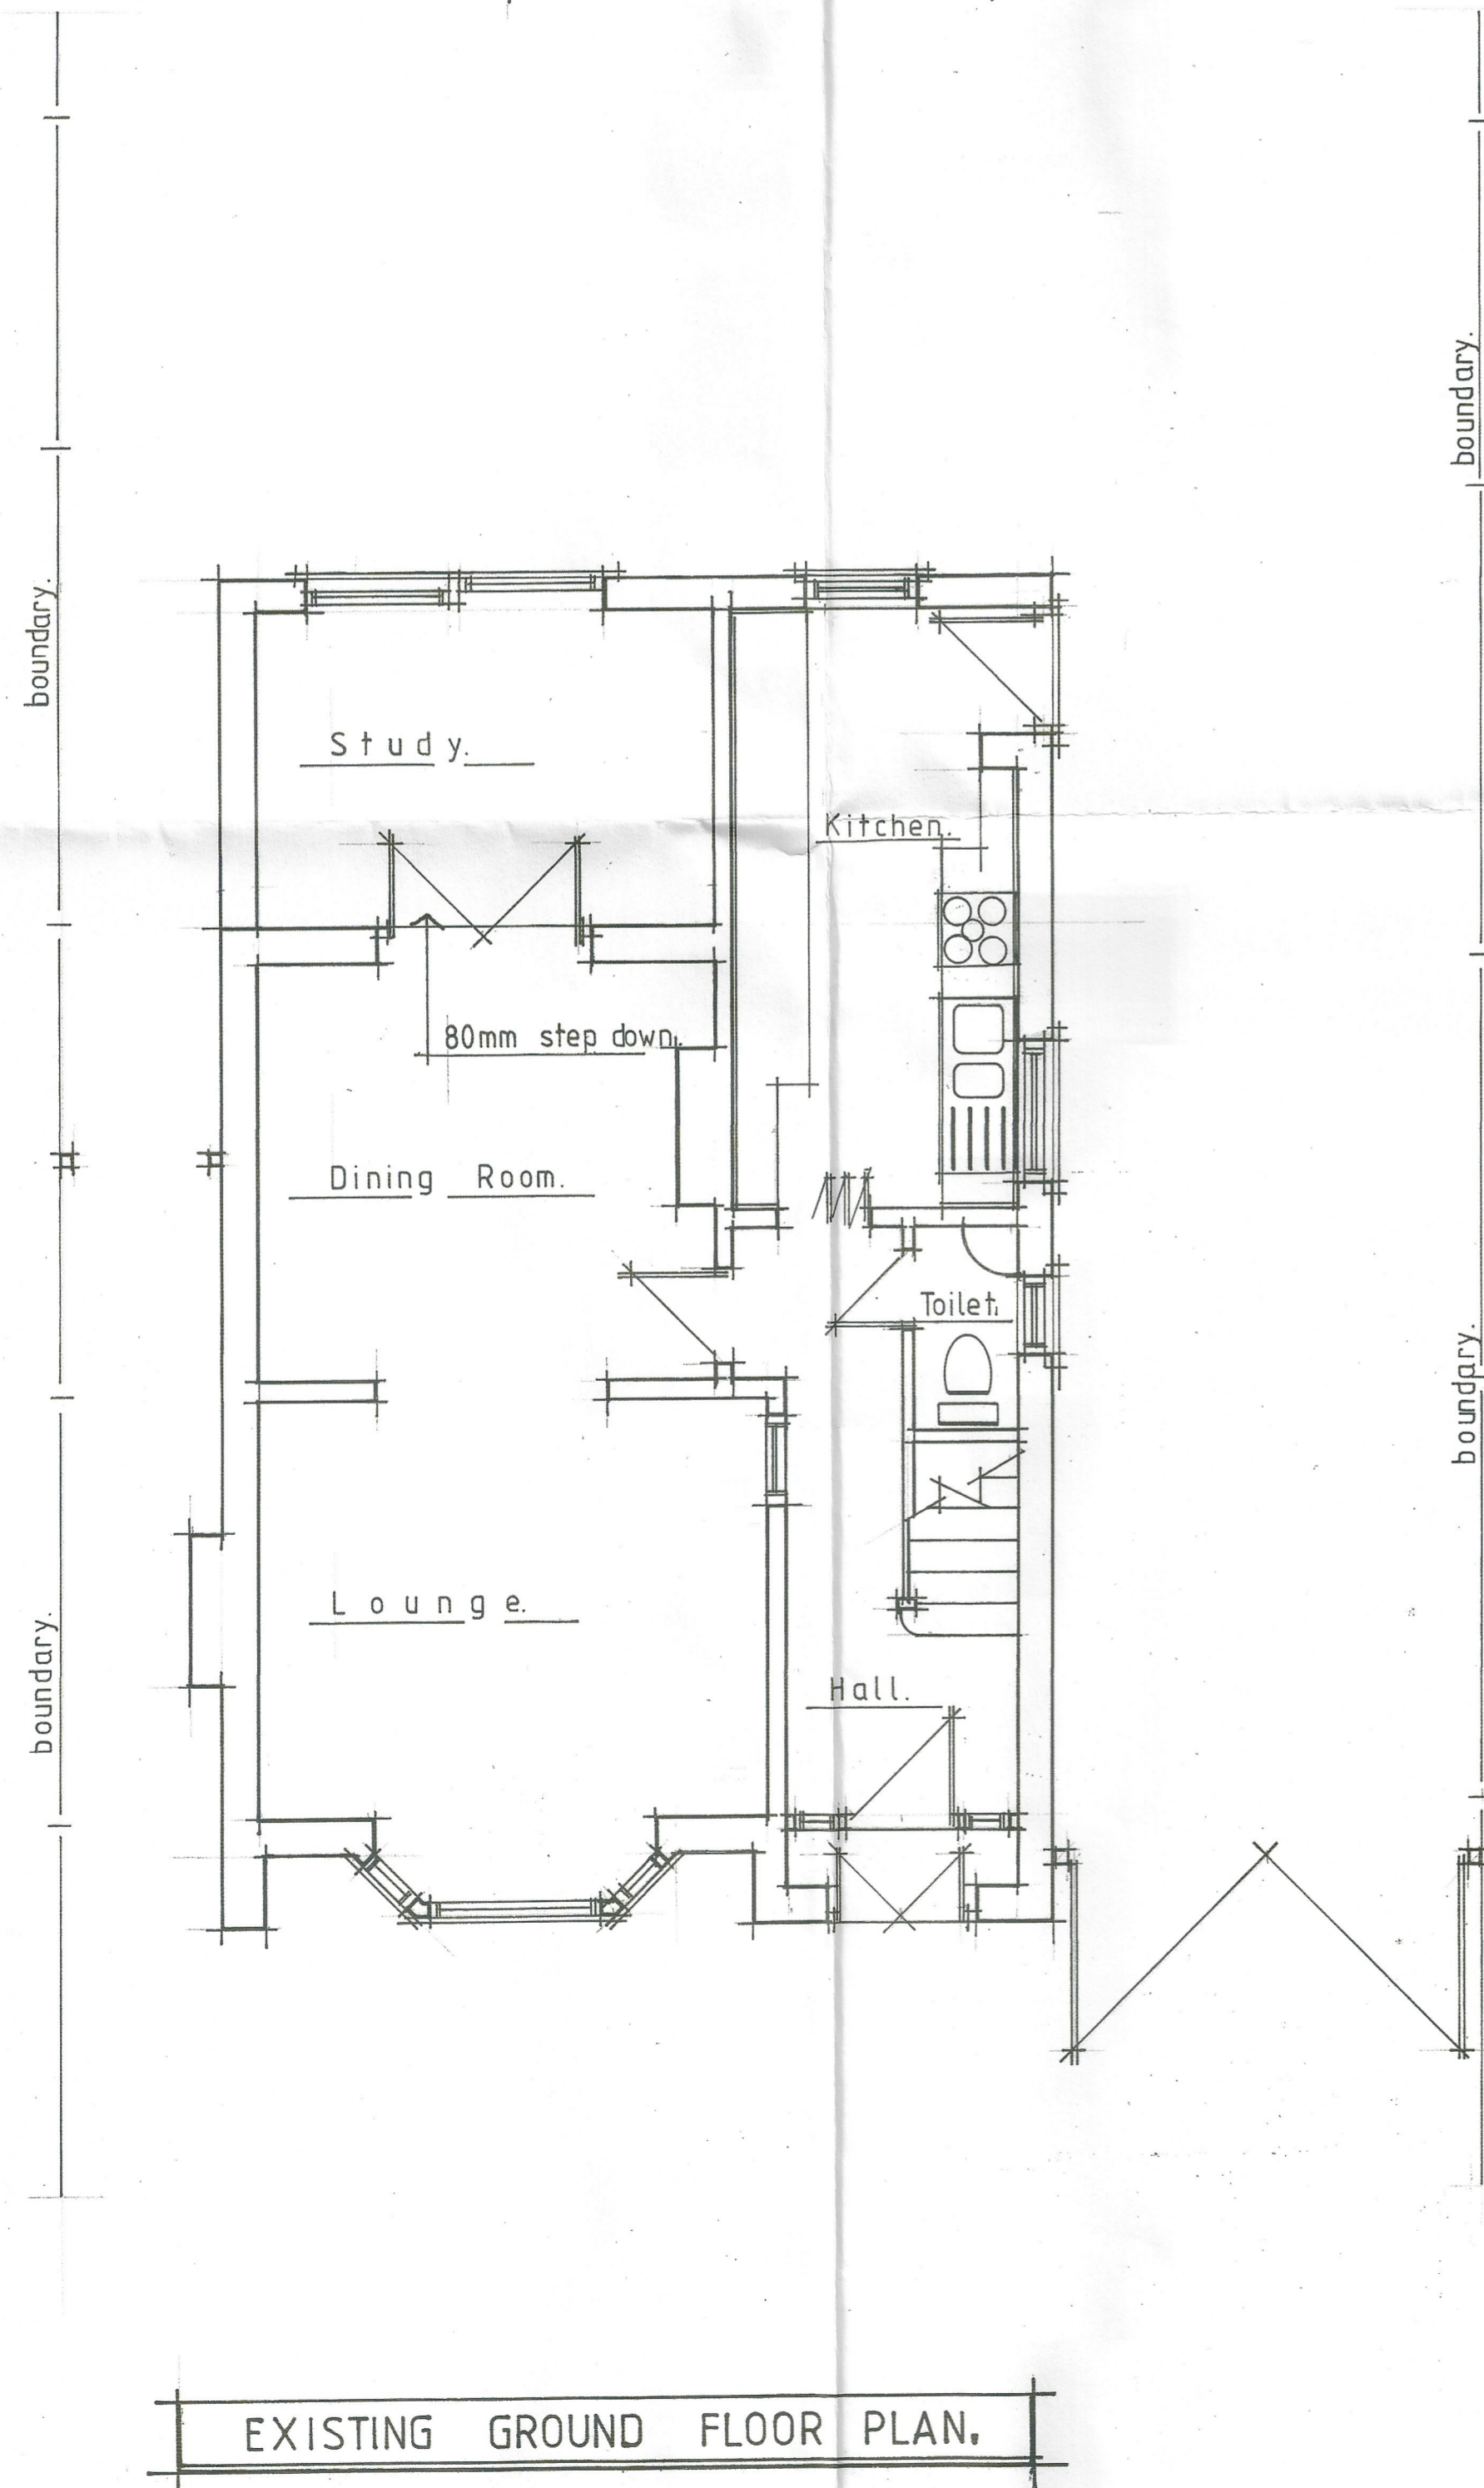 boundary.
boundary.
Study.
Kitchen.
80mm step down.
Dining Room.
Toilet.
boundary.
Lounge.
boundary.
Hall.
EXISTING GROUND FLOOR PLAN.